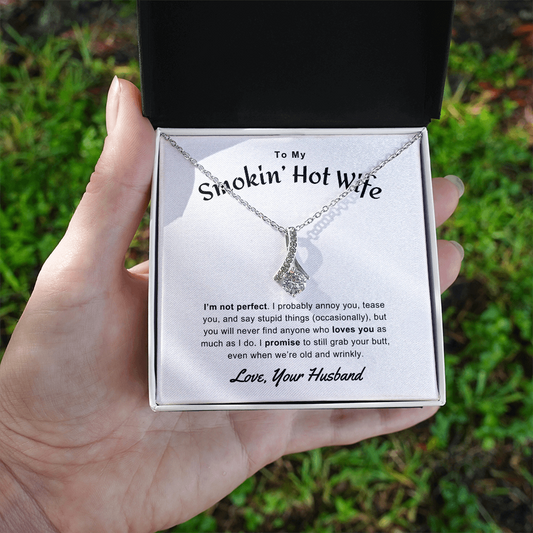 To My
Smokin' Hot Wife
I'm not perfect. I probably annoy you, tease
you, and say stupid things (occasionally), but
you will never find anyone who loves you as
much as I do. I promise to still grab your butt,
even when we're old and wrinkly.
Love, Your Husband